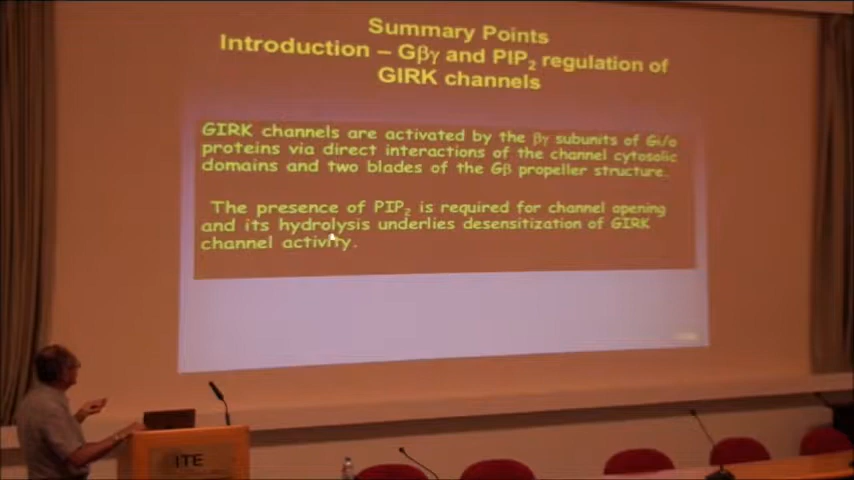 Summary Points
Introduction – Gβγ and PIP₂ regulation of
GIRK channels
GIRK channels are activated by the βγ subunits of Gi/o
proteins via direct interactions of the channel cytosolic
domains and two blades of the Gβ propeller structure.
The presence of PIP₂ is required for channel opening
and its hydrolysis underlies desensitization of GIRK
channel activity.
ITE